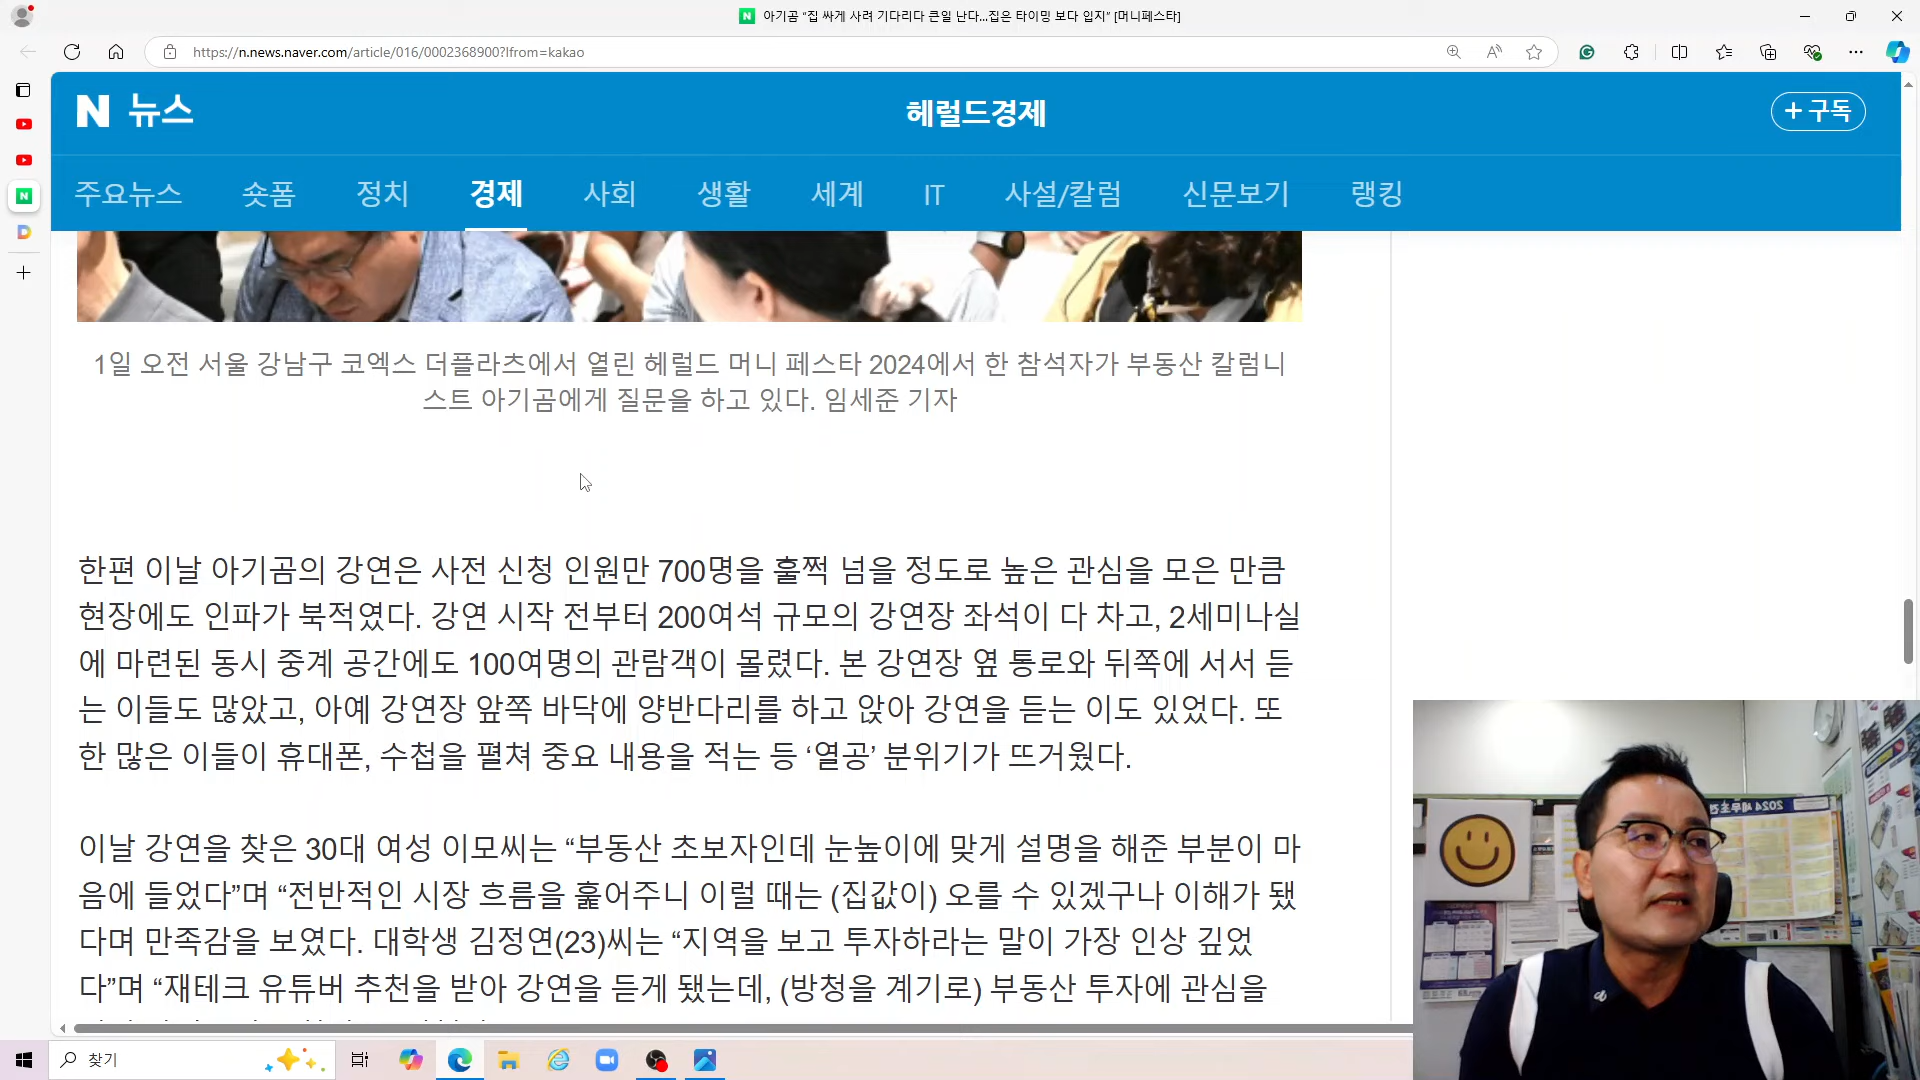 아기곰 “집 싸게 사려 기다리다 큰일 난다...집은 타이밍 보다 입지” [머니페스타]
https://n.news.naver.com/article/016/0002368900?lfrom=kakao
N 뉴스
헤럴드경제
+ 구독
주요뉴스 숏폼 정치 경제 사회 생활 세계 IT 사설/칼럼 신문보기 랭킹
1일 오전 서울 강남구 코엑스 더플라츠에서 열린 헤럴드 머니 페스타 2024에서 한 참석자가 부동산 칼럼니
스트 아기곰에게 질문을 하고 있다. 임세준 기자
한편 이날 아기곰의 강연은 사전 신청 인원만 700명을 훌쩍 넘을 정도로 높은 관심을 모은 만큼
현장에도 인파가 북적였다. 강연 시작 전부터 200여석 규모의 강연장 좌석이 다 차고, 2세미나실
에 마련된 동시 중계 공간에도 100여명의 관람객이 몰렸다. 본 강연장 옆 통로와 뒤쪽에 서서 듣
는 이들도 많았고, 아예 강연장 앞쪽 바닥에 양반다리를 하고 앉아 강연을 듣는 이도 있었다. 또
한 많은 이들이 휴대폰, 수첩을 펼쳐 중요 내용을 적는 등 ‘열공’ 분위기가 뜨거웠다.
이날 강연을 찾은 30대 여성 이모씨는 “부동산 초보자인데 눈높이에 맞게 설명을 해준 부분이 마
음에 들었다”며 “전반적인 시장 흐름을 훑어주니 이럴 때는 (집값이) 오를 수 있겠구나 이해가 됐
다며 만족감을 보였다. 대학생 김정연(23)씨는 “지역을 보고 투자하라는 말이 가장 인상 깊었
다”며 “재테크 유튜버 추천을 받아 강연을 듣게 됐는데, (방청을 계기로) 부동산 투자에 관심을
2024 세무조견
찾기